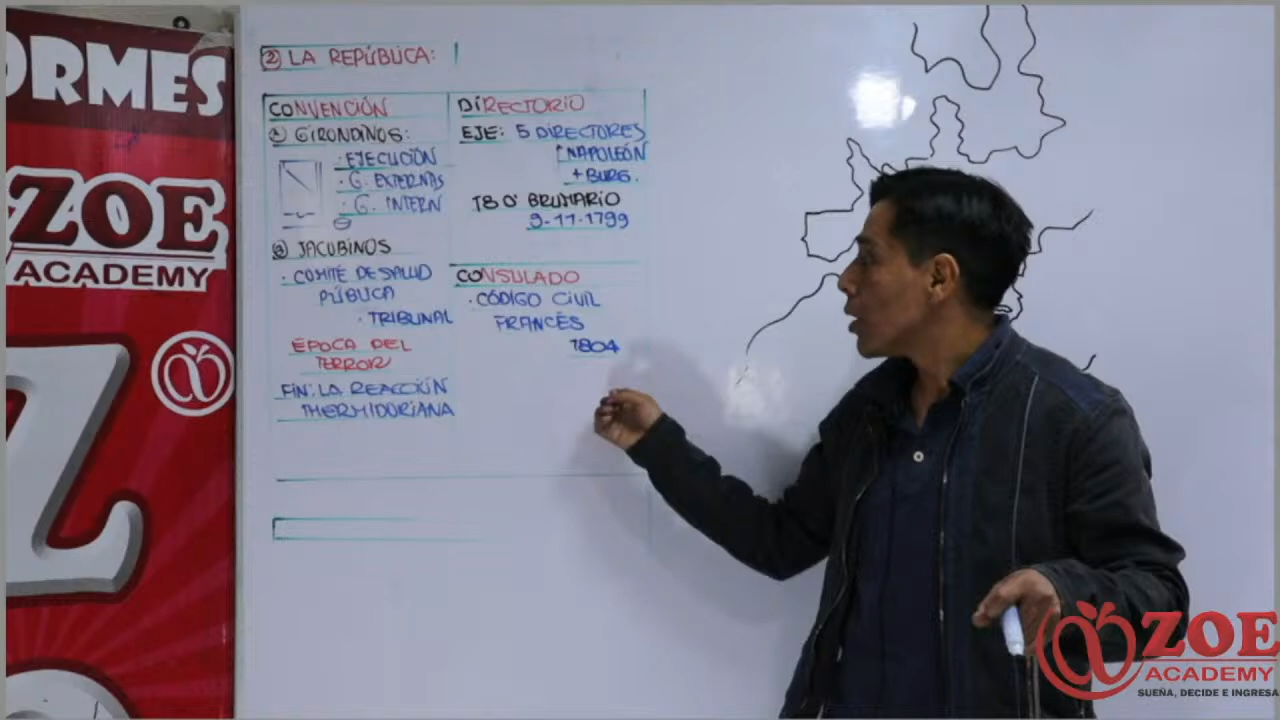 ORMES
ZOE
ACADEMY
② LA REPÚBLICA:
CONVENCIÓN
① GIRONDINOS:
· EJECUCIÓN
· G. EXTERNAS
· G. INTERN
② JACOBINOS
· COMITÉ DE SALUD
PÚBLICA
· TRIBUNAL
ÉPOCA DEL
TERROR
FIN: LA REACCIÓN
THERMIDORIANA
DIRECTORIO
EJE: 5 DIRECTORES
NAPOLEÓN
+ BURG.
18 O° BRUMARIO
9-11-1799
CONSULADO
· CÓDIGO CIVIL
FRANCÉS
1804
ZOE
ACADEMY
SUEÑA, DECIDE E INGRESA